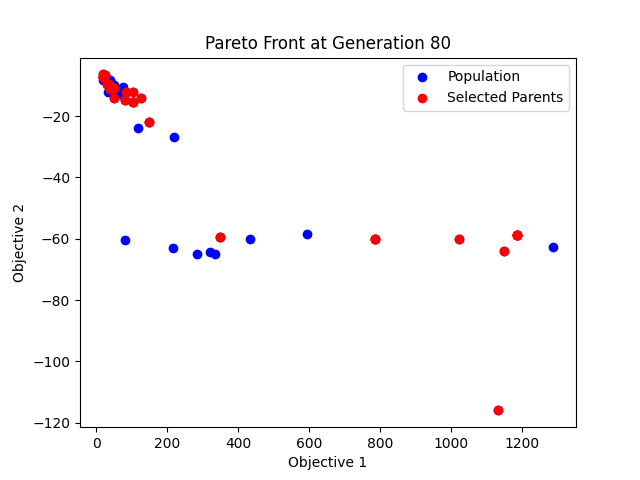 Pareto Front at Generation 80
Population
Selected Parents
−20
−40
−60
−80
−100
−120
Objective 2
0
200
400
600
800
1000
1200
Objective 1